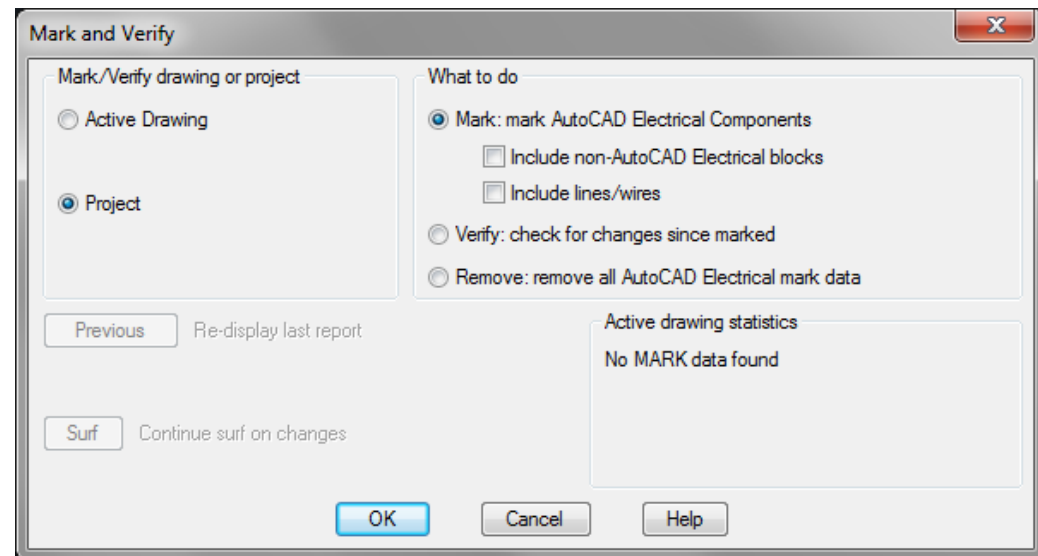 Mark and Verify
Mark/Verify drawing or project
Active Drawing
Project
What to do
Mark: mark AutoCAD Electrical Components
Include non-AutoCAD Electrical blocks
Include lines/wires
Verify: check for changes since marked
Remove: remove all AutoCAD Electrical mark data
Previous Re-display last report
Surf Continue surf on changes
Active drawing statistics
No MARK data found
OK Cancel Help